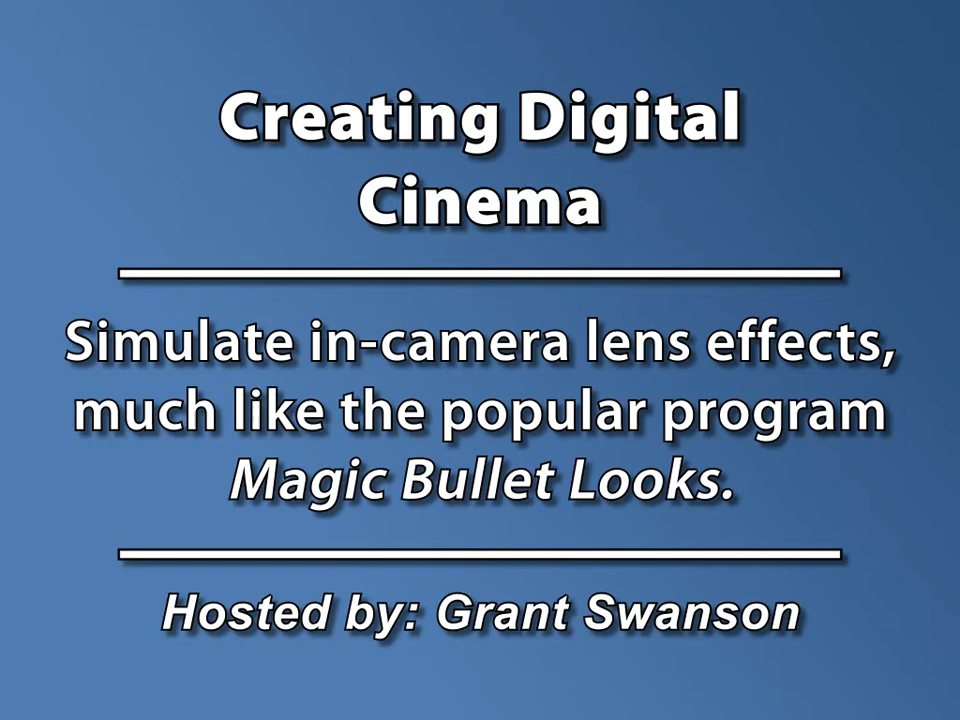 Creating Digital
Cinema
Simulate in-camera lens effects,
much like the popular program
Magic Bullet Looks.
Hosted by: Grant Swanson